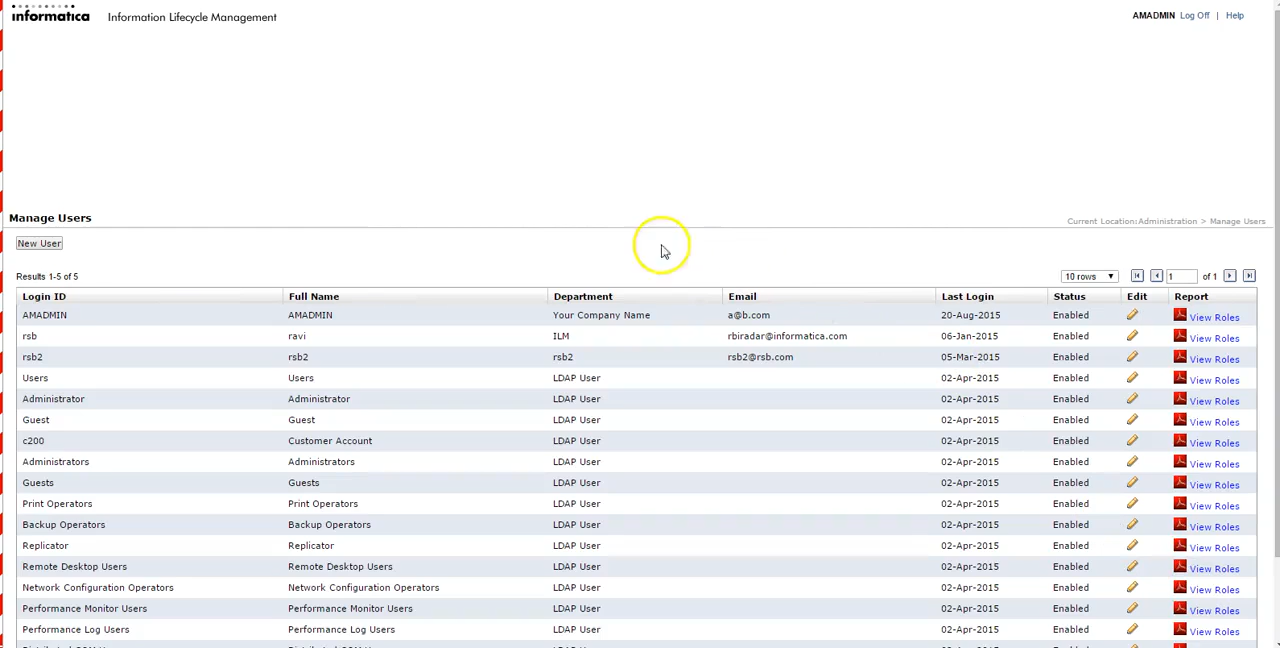 informatica Information Lifecycle Management AMADMIN Log Off | Help
Manage Users Current Location:Administration > Manage Users
New User
Results 1-5 of 5 10 rows 1 of 1
Login ID Full Name Department Email Last Login Status Edit Report
AMADMIN AMADMIN Your Company Name a@b.com 20-Aug-2015 Enabled View Roles
rsb ravi ILM rbiradar@informatica.com 06-Jan-2015 Enabled View Roles
rsb2 rsb2 rsb2 rsb2@rsb.com 05-Mar-2015 Enabled View Roles
Users Users LDAP User 02-Apr-2015 Enabled View Roles
Administrator Administrator LDAP User 02-Apr-2015 Enabled View Roles
Guest Guest LDAP User 02-Apr-2015 Enabled View Roles
c200 Customer Account LDAP User 02-Apr-2015 Enabled View Roles
Administrators Administrators LDAP User 02-Apr-2015 Enabled View Roles
Guests Guests LDAP User 02-Apr-2015 Enabled View Roles
Print Operators Print Operators LDAP User 02-Apr-2015 Enabled View Roles
Backup Operators Backup Operators LDAP User 02-Apr-2015 Enabled View Roles
Replicator Replicator LDAP User 02-Apr-2015 Enabled View Roles
Remote Desktop Users Remote Desktop Users LDAP User 02-Apr-2015 Enabled View Roles
Network Configuration Operators Network Configuration Operators LDAP User 02-Apr-2015 Enabled View Roles
Performance Monitor Users Performance Monitor Users LDAP User 02-Apr-2015 Enabled View Roles
Performance Log Users Performance Log Users LDAP User 02-Apr-2015 Enabled View Roles